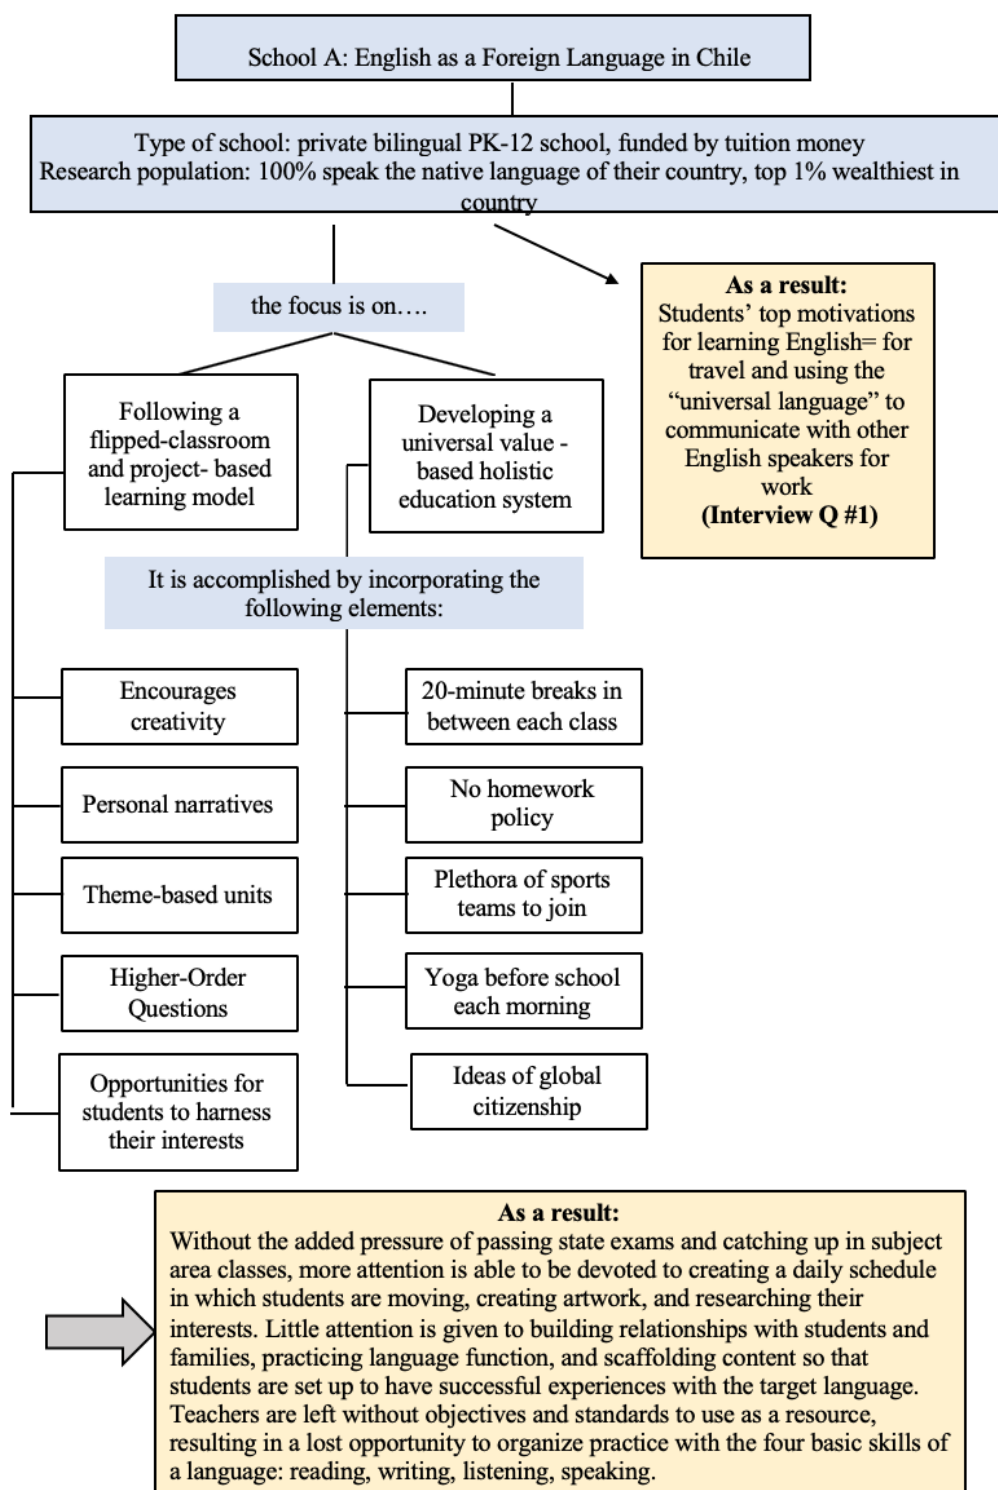 School A: English as a Foreign Language in Chile
Type of school: private bilingual PK-12 school, funded by tuition money
Research population: 100% speak the native language of their country, top 1% wealthiest in
country
the focus is on….
As a result:
Students’ top motivations
for learning English= for
travel and using the
“universal language” to
communicate with other
English speakers for
work
(Interview Q #1)
Following a
flipped-classroom
and project- based
learning model
Developing a
universal value -
based holistic
education system
It is accomplished by incorporating the
following elements:
Encourages
creativity
Personal narratives
Theme-based units
Higher-Order
Questions
Opportunities for
students to harness
their interests
20-minute breaks in
between each class
No homework
policy
Plethora of sports
teams to join
Yoga before school
each morning
Ideas of global
citizenship
As a result:
Without the added pressure of passing state exams and catching up in subject
area classes, more attention is able to be devoted to creating a daily schedule
in which students are moving, creating artwork, and researching their
interests. Little attention is given to building relationships with students and
families, practicing language function, and scaffolding content so that
students are set up to have successful experiences with the target language.
Teachers are left without objectives and standards to use as a resource,
resulting in a lost opportunity to organize practice with the four basic skills of
a language: reading, writing, listening, speaking.